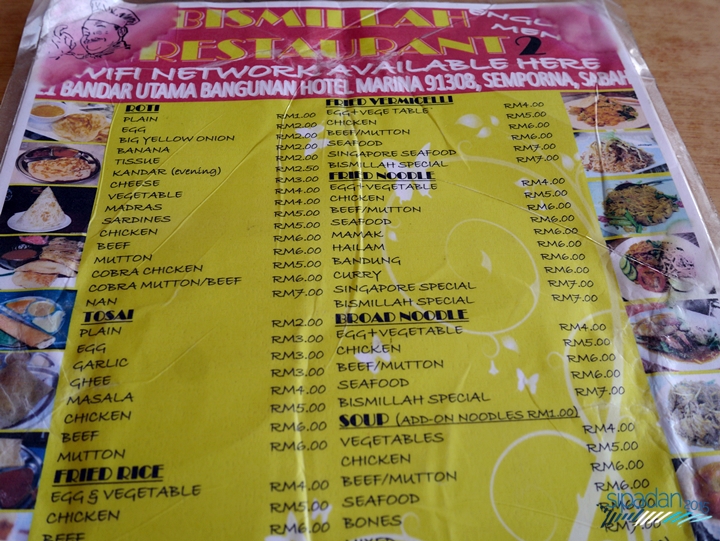 BISMILLAH
RESTAURANT 2
WIFI NETWORK AVAILABLE HERE
BANDAR UTAMA BANGUNAN HOTEL MARINA 91308, SEMPORNA, SABAH
ROTI
PLAIN RM1.00
EGG RM2.00
BIG YELLOW ONION RM2.00
BANANA RM2.00
TISSUE RM2.00
KANDAR (evening) RM2.50
CHEESE RM3.00
VEGETABLE RM4.00
MADRAS RM4.00
SARDINES RM5.00
CHICKEN RM5.00
BEEF RM6.00
MUTTON RM6.00
COBRA CHICKEN RM5.00
COBRA MUTTON/BEEF RM6.00
NAN RM7.00
TOSAI
PLAIN RM2.00
EGG RM3.00
GARLIC RM3.00
GHEE RM3.00
MASALA RM4.00
CHICKEN RM5.00
BEEF RM6.00
MUTTON RM6.00
FRIED RICE
EGG & VEGETABLE RM4.00
CHICKEN RM5.00
BEEF RM6.00
FRIED VERMICELLI
EGG+VEGETABLE RM4.00
CHICKEN RM5.00
BEEF/MUTTON RM6.00
SEAFOOD RM6.00
SINGAPORE SEAFOOD RM7.00
BISMILLAH SPECIAL RM7.00
FRIED NOODLE
EGG+VEGETABLE RM4.00
CHICKEN RM5.00
BEEF/MUTTON RM6.00
SEAFOOD RM6.00
MAMAK RM6.00
HAILAM RM6.00
BANDUNG RM6.00
CURRY RM6.00
SINGAPORE SPECIAL RM7.00
BISMILLAH SPECIAL RM7.00
BROAD NOODLE
EGG+VEGETABLE RM4.00
CHICKEN RM5.00
BEEF/MUTTON RM6.00
SEAFOOD RM6.00
BISMILLAH SPECIAL RM7.00
SOUP (ADD-ON NOODLES RM1.00)
VEGETABLES RM4.00
CHICKEN RM5.00
BEEF/MUTTON RM6.00
SEAFOOD RM6.00
BONES RM6.00
RM7.00
sipadan